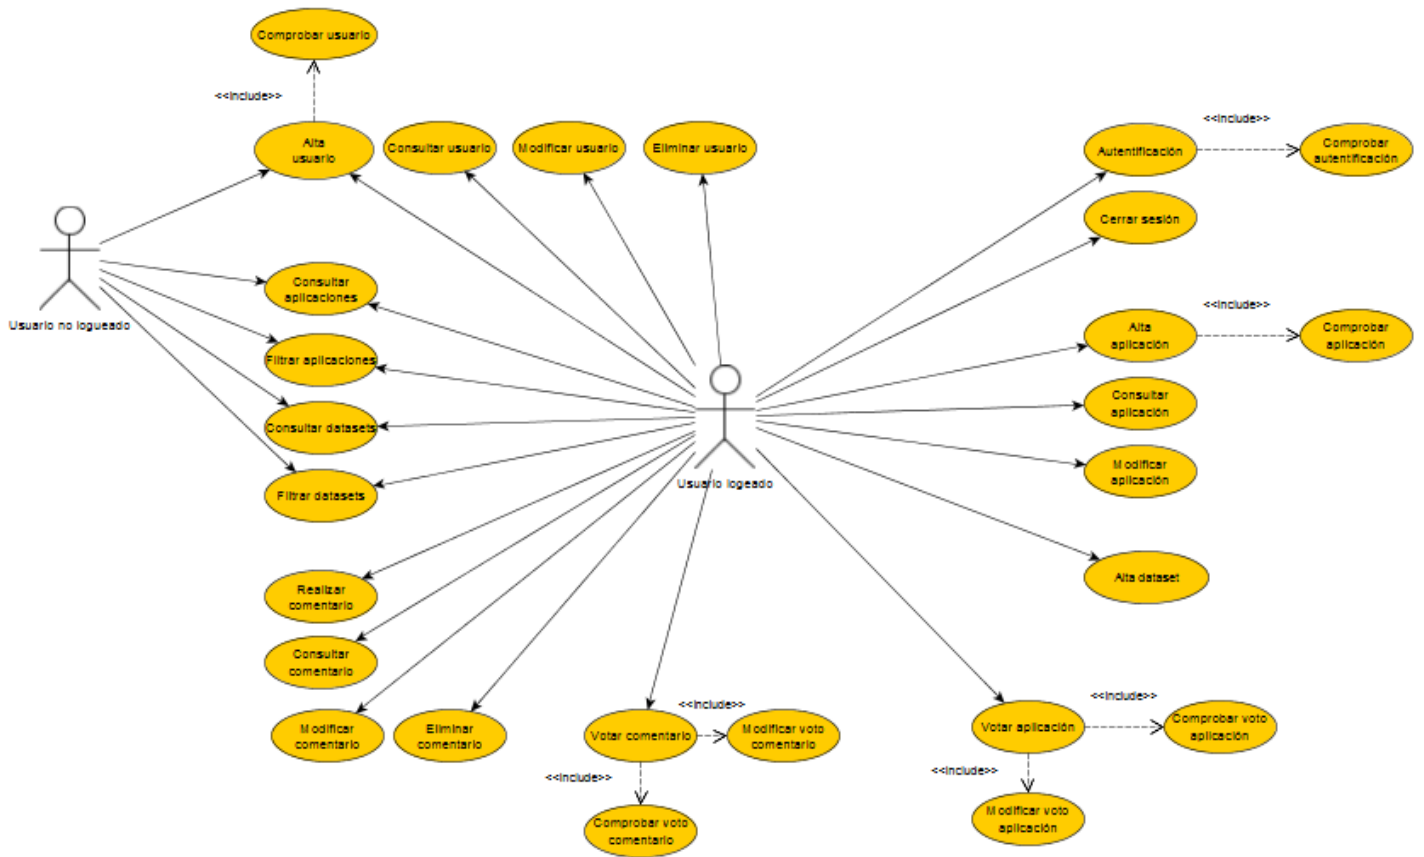 Comprobar usuario
<<include>>
Alta
usuario
Consultar usuario
Modificar usuario
Eliminar usuario
<<include>>
Autentificación
Comprobar
autentificación
Cerrar sesión
Usuario no logueado
Consultar
aplicaciones
Filtrar aplicaciones
Consultar datasets
Filtrar datasets
<<include>>
Alta
aplicación
Comprobar
aplicación
Consultar
aplicación
Modificar
aplicación
Usuario logeado
Alta dataset
Realizar
comentario
Consultar
comentario
Modificar
comentario
Eliminar
comentario
<<include>>
Votar comentario
Modificar voto
comentario
<<include>>
Comprobar voto
comentario
<<include>>
Votar aplicación
Comprobar voto
aplicación
<<include>>
Modificar voto
aplicación